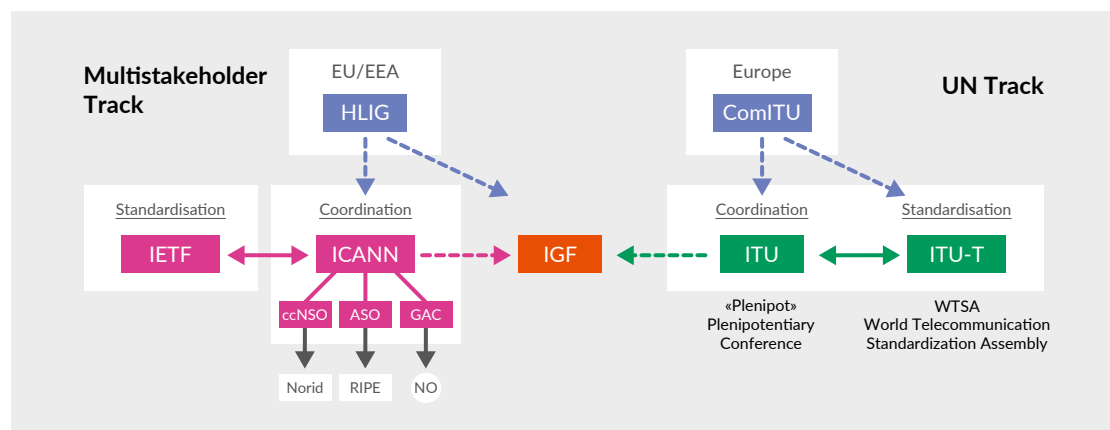 Multistakeholder
Track
EU/EEA
HLIG
Europe
ComITU
UN Track
Standardisation
IETF
Coordination
ICANN
IGF
Coordination
ITU
Standardisation
ITU-T
ccNSO
ASO
GAC
Norid
RIPE
NO
«Plenipot»
Plenipotentiary
Conference
WTSA
World Telecommunication
Standardization Assembly